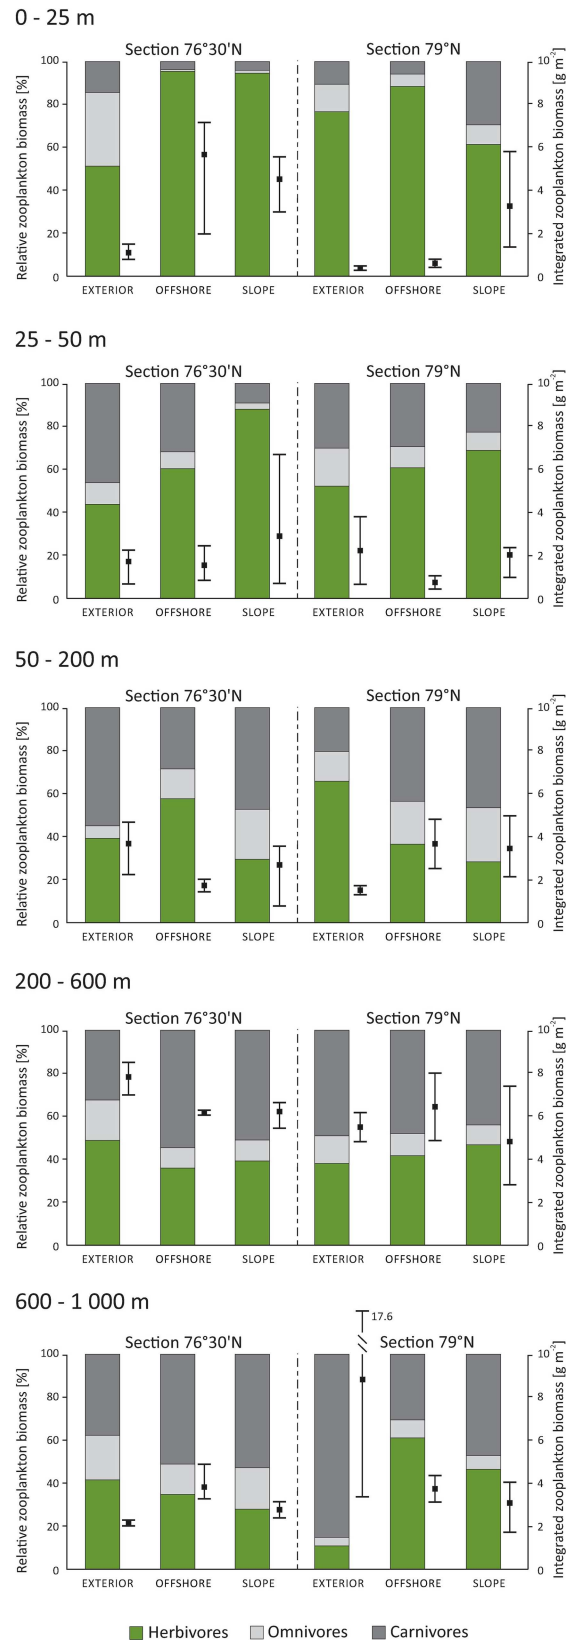 0 - 25 m
Section 76°30'N Section 79°N
Relative zooplankton biomass [%]
100
80
60
40
20
0
Integrated zooplankton biomass [g m⁻²]
10
8
6
4
2
0
EXTERIOR OFFSHORE SLOPE EXTERIOR OFFSHORE SLOPE
25 - 50 m
Section 76°30'N Section 79°N
Relative zooplankton biomass [%]
100
80
60
40
20
0
Integrated zooplankton biomass [g m⁻²]
10
8
6
4
2
0
EXTERIOR OFFSHORE SLOPE EXTERIOR OFFSHORE SLOPE
50 - 200 m
Section 76°30'N Section 79°N
Relative zooplankton biomass [%]
100
80
60
40
20
0
Integrated zooplankton biomass [g m⁻²]
10
8
6
4
2
0
EXTERIOR OFFSHORE SLOPE EXTERIOR OFFSHORE SLOPE
200 - 600 m
Section 76°30'N Section 79°N
Relative zooplankton biomass [%]
100
80
60
40
20
0
Integrated zooplankton biomass [g m⁻²]
10
8
6
4
2
0
EXTERIOR OFFSHORE SLOPE EXTERIOR OFFSHORE SLOPE
600 - 1 000 m
17.6
Section 76°30'N Section 79°N
Relative zooplankton biomass [%]
100
80
60
40
20
0
Integrated zooplankton biomass [g m⁻²]
10
8
6
4
2
0
EXTERIOR OFFSHORE SLOPE EXTERIOR OFFSHORE SLOPE
Herbivores Omnivores Carnivores